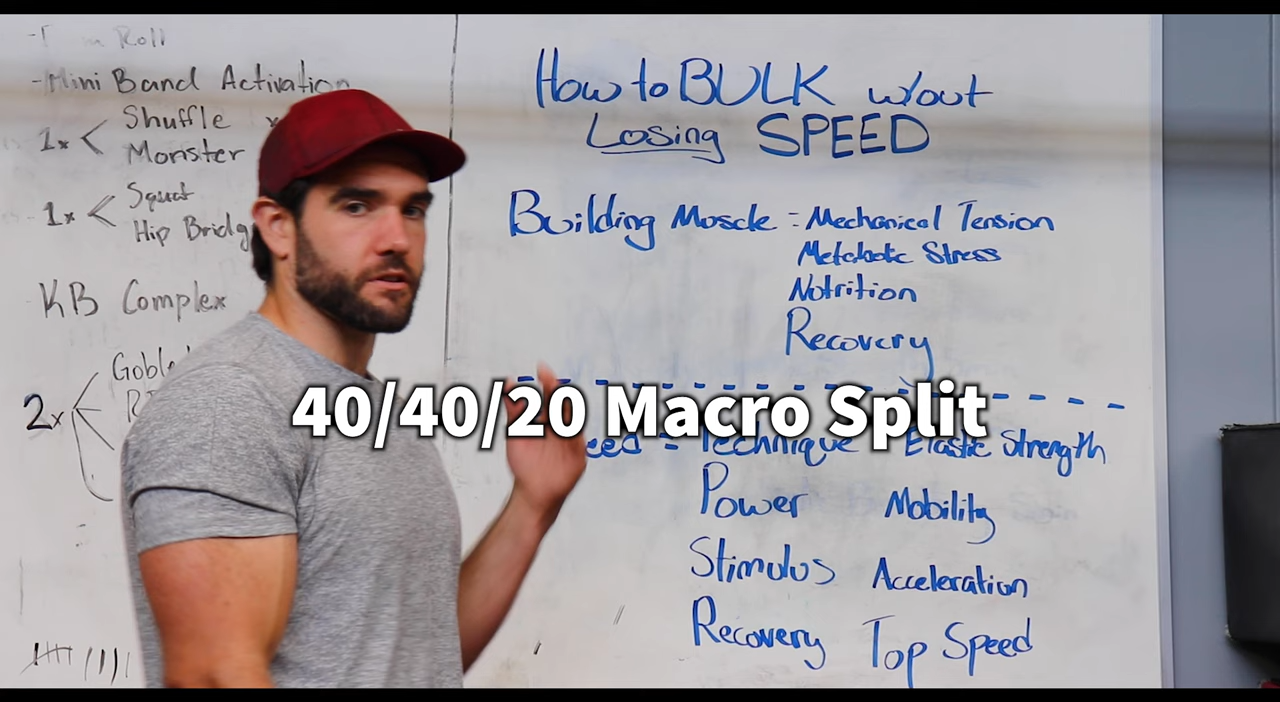 Roll
-Mini Band Activation
1x < Shuffle x
Monster
1x < Squat
Hip Bridg
KB Complex
2x
How to BULK w/out
Losing SPEED
Building Muscle = Mechanical Tension
Metabolic Stress
Nutrition
Recovery
40/40/20 Macro Split
eed = Technique Elastic Strength
Power Mobility
Stimulus Acceleration
Recovery Top Speed